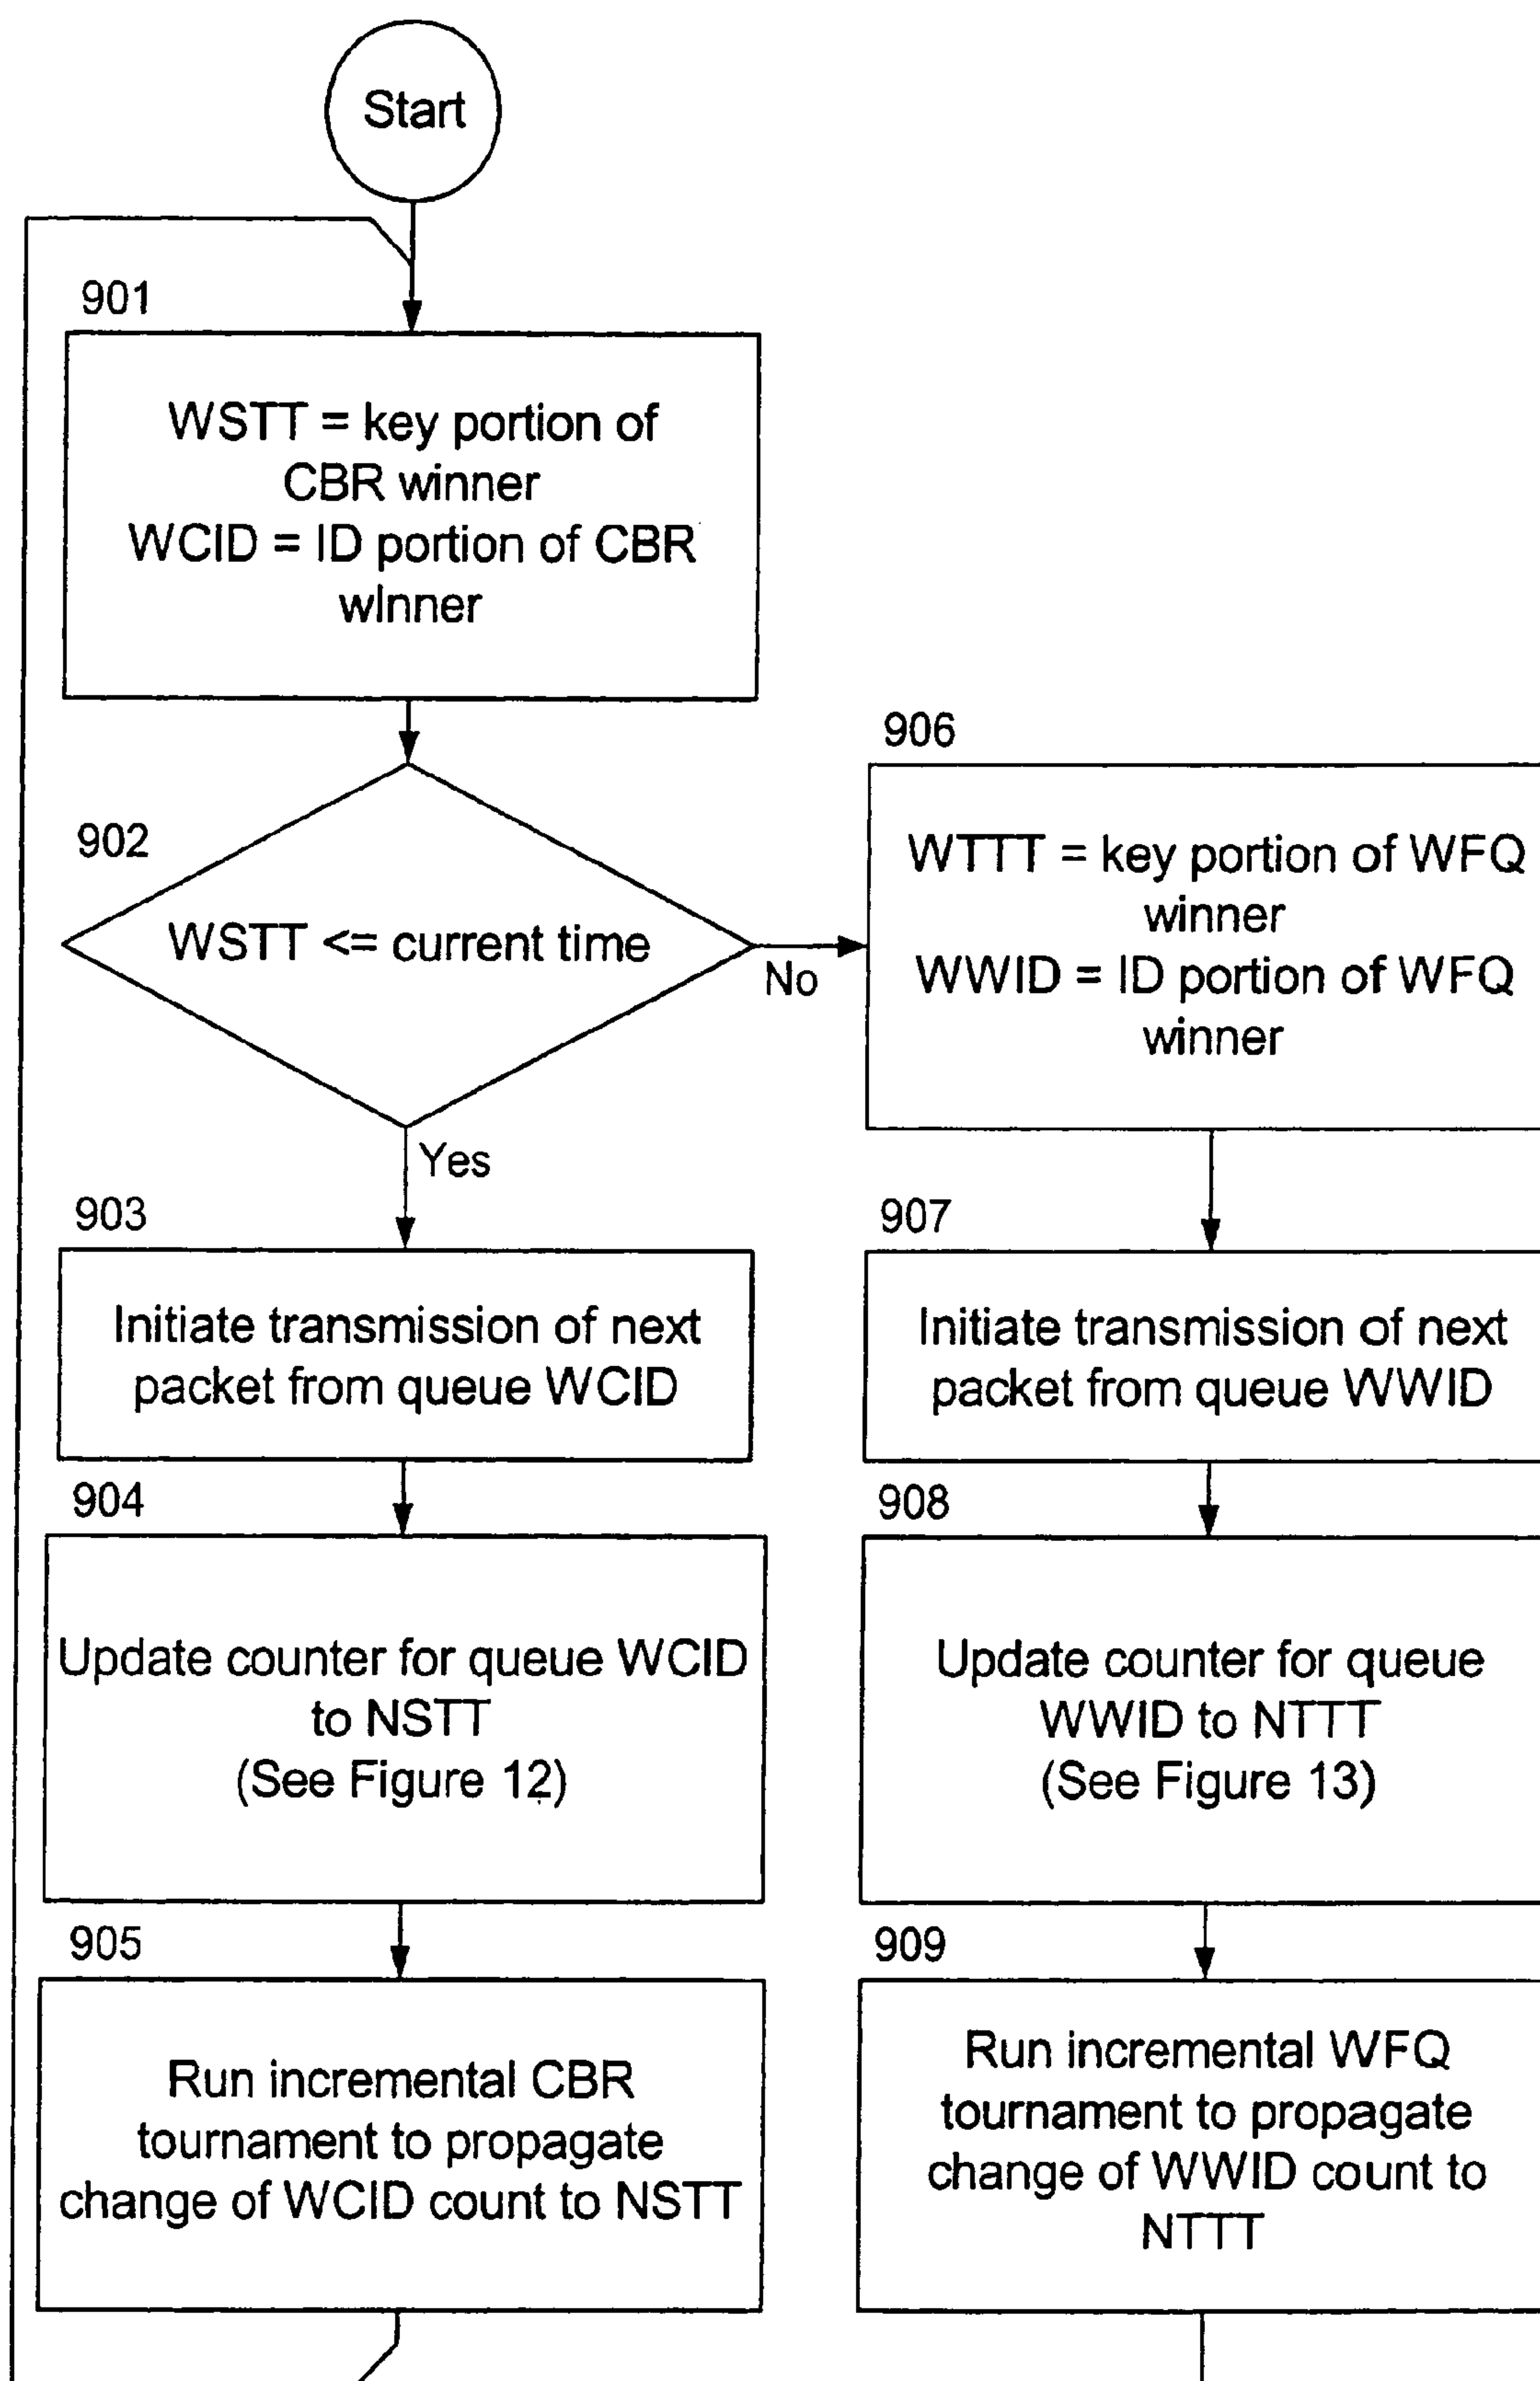 Start
901
WSTT = key portion of
CBR winner
WCID = ID portion of CBR
winner
902
WSTT <= current time
No
Yes
906
WTTT = key portion of WFQ
winner
WWID = ID portion of WFQ
winner
903
Initiate transmission of next
packet from queue WCID
907
Initiate transmission of next
packet from queue WWID
904
Update counter for queue WCID
to NSTT
(See Figure 12)
908
Update counter for queue
WWID to NTTT
(See Figure 13)
905
Run incremental CBR
tournament to propagate
change of WCID count to NSTT
909
Run incremental WFQ
tournament to propagate
change of WWID count to
NTTT